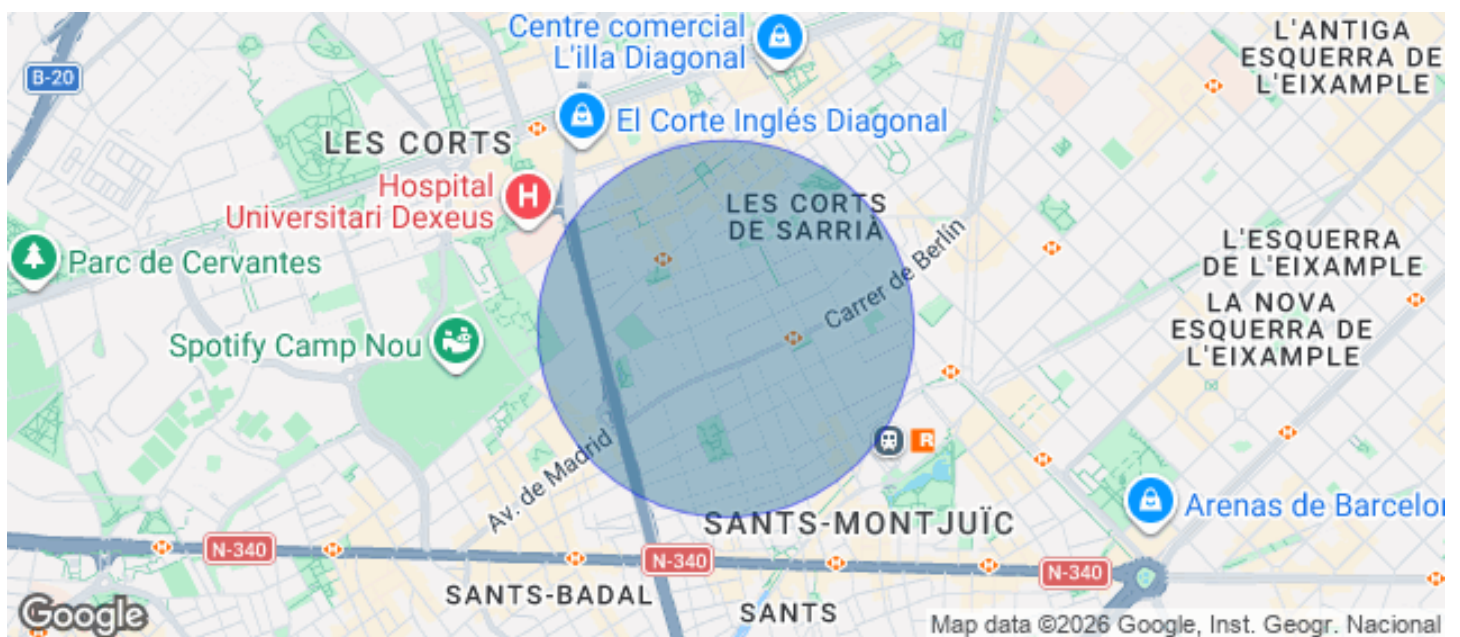 Centre comercial
L'illa Diagonal
L'ANTIGA
ESQUERRA DE
L'EIXAMPLE
B-20
El Corte Inglés Diagonal
LES CORTS
Hospital
Universitari Dexeus
H
LES CORTS
DE SARRIÀ
Parc de Cervantes
Carrer de Berlín
L'ESQUERRA
DE L'EIXAMPLE
LA NOVA
ESQUERRA DE
L'EIXAMPLE
Spotify Camp Nou
Av. de Madrid
R
Arenas de Barcelon
SANTS-MONTJUÏC
N-340
N-340
N-340
SANTS-BADAL
SANTS
Google
Map data ©2026 Google, Inst. Geogr. Nacional